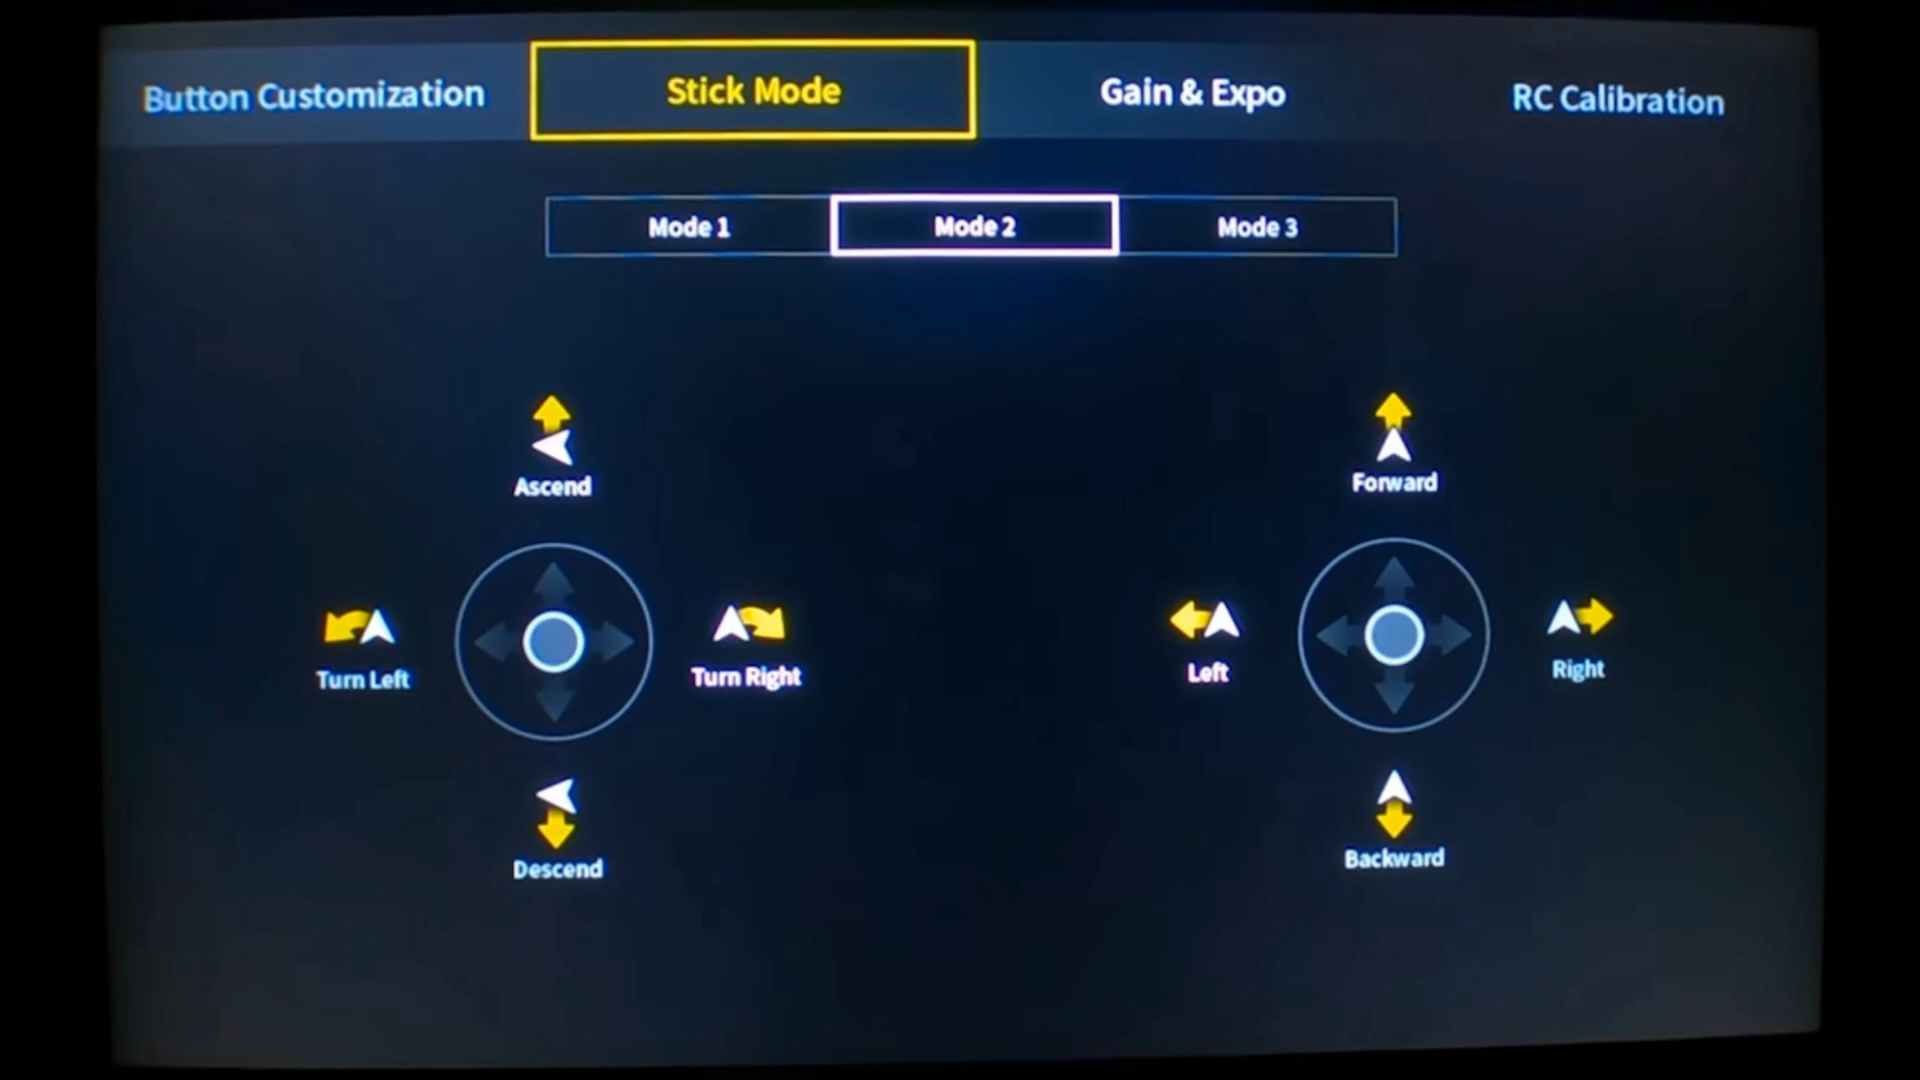 Button Customization
Stick Mode
Gain & Expo
RC Calibration
Mode 1
Mode 2
Mode 3
Ascend
Forward
Turn Left
Turn Right
Left
Right
Descend
Backward